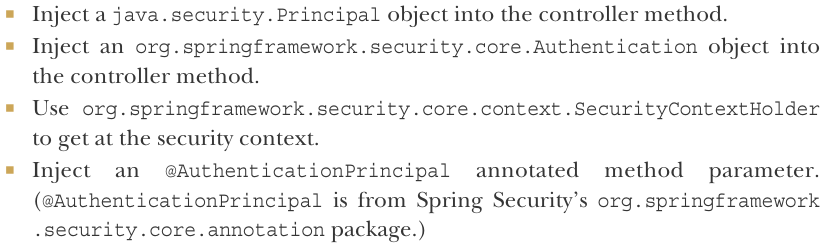 ▪ Inject a java.security.Principal object into the controller method.
▪ Inject an org.springframework.security.core.Authentication object into
the controller method.
▪ Use org.springframework.security.core.context.SecurityContextHolder
to get at the security context.
▪ Inject an @AuthenticationPrincipal annotated method parameter.
(@AuthenticationPrincipal is from Spring Security’s org.springframework
.security.core.annotation package.)